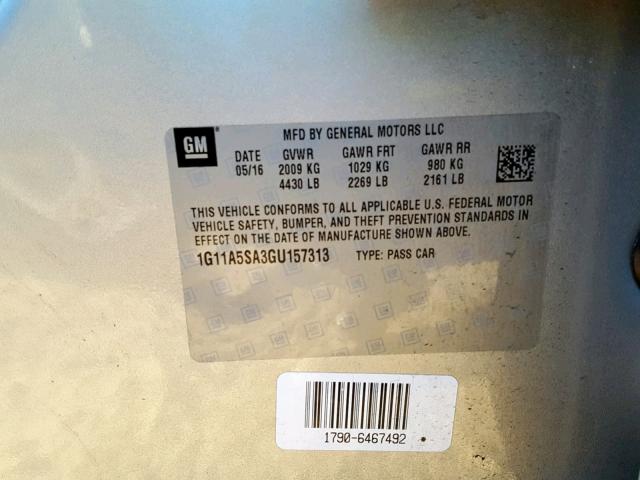 GM
MFD BY GENERAL MOTORS LLC
DATE GVWR GAWR FRT GAWR RR
05/16 2009 KG 1029 KG 980 KG
4430 LB 2269 LB 2161 LB
THIS VEHICLE CONFORMS TO ALL APPLICABLE U.S. FEDERAL MOTOR
VEHICLE SAFETY, BUMPER, AND THEFT PREVENTION STANDARDS IN
EFFECT ON THE DATE OF MANUFACTURE SHOWN ABOVE.
1G11A5SA3GU157313 TYPE: PASS CAR
1790-6467492